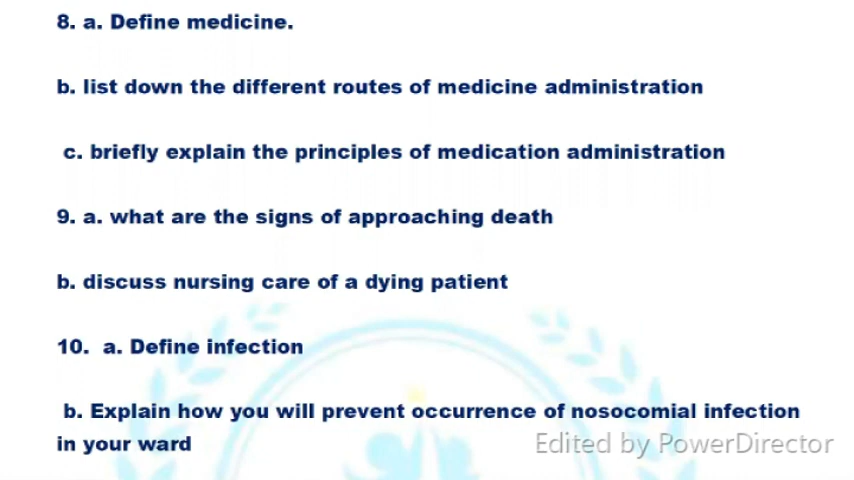 8. a. Define medicine.
b. list down the different routes of medicine administration
c. briefly explain the principles of medication administration
9. a. what are the signs of approaching death
b. discuss nursing care of a dying patient
10. a. Define infection
b. Explain how you will prevent occurrence of nosocomial infection
in your ward
Edited by PowerDirector